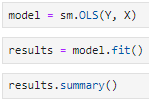 model = sm.OLS(Y, X)
results = model.fit()
results.summary()